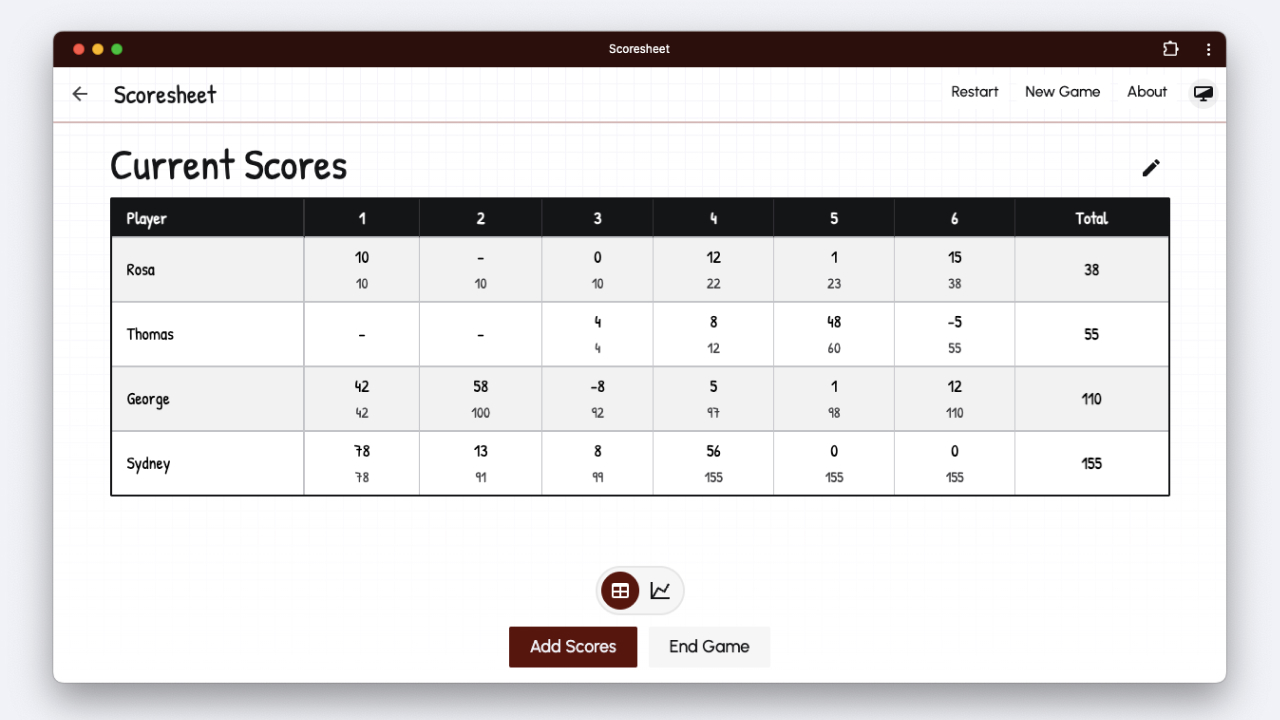 Scoresheet
Scoresheet Restart New Game About
Current Scores
Player 1 2 3 4 5 6 Total
10 - 0 12 1 15
Rosa 38
10 10 10 22 23 38
4 8 48 -5
Thomas - - 55
4 12 60 55
42 58 -8 5 1 12
George 110
42 100 92 97 98 110
78 13 8 56 0 0
Sydney 155
78 91 99 155 155 155
Add Scores End Game